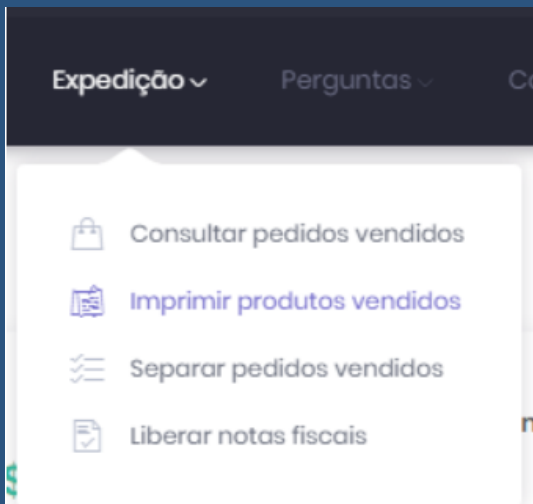 Expedição Perguntas
Consultar pedidos vendidos
Imprimir produtos vendidos
Separar pedidos vendidos
Liberar notas fiscais